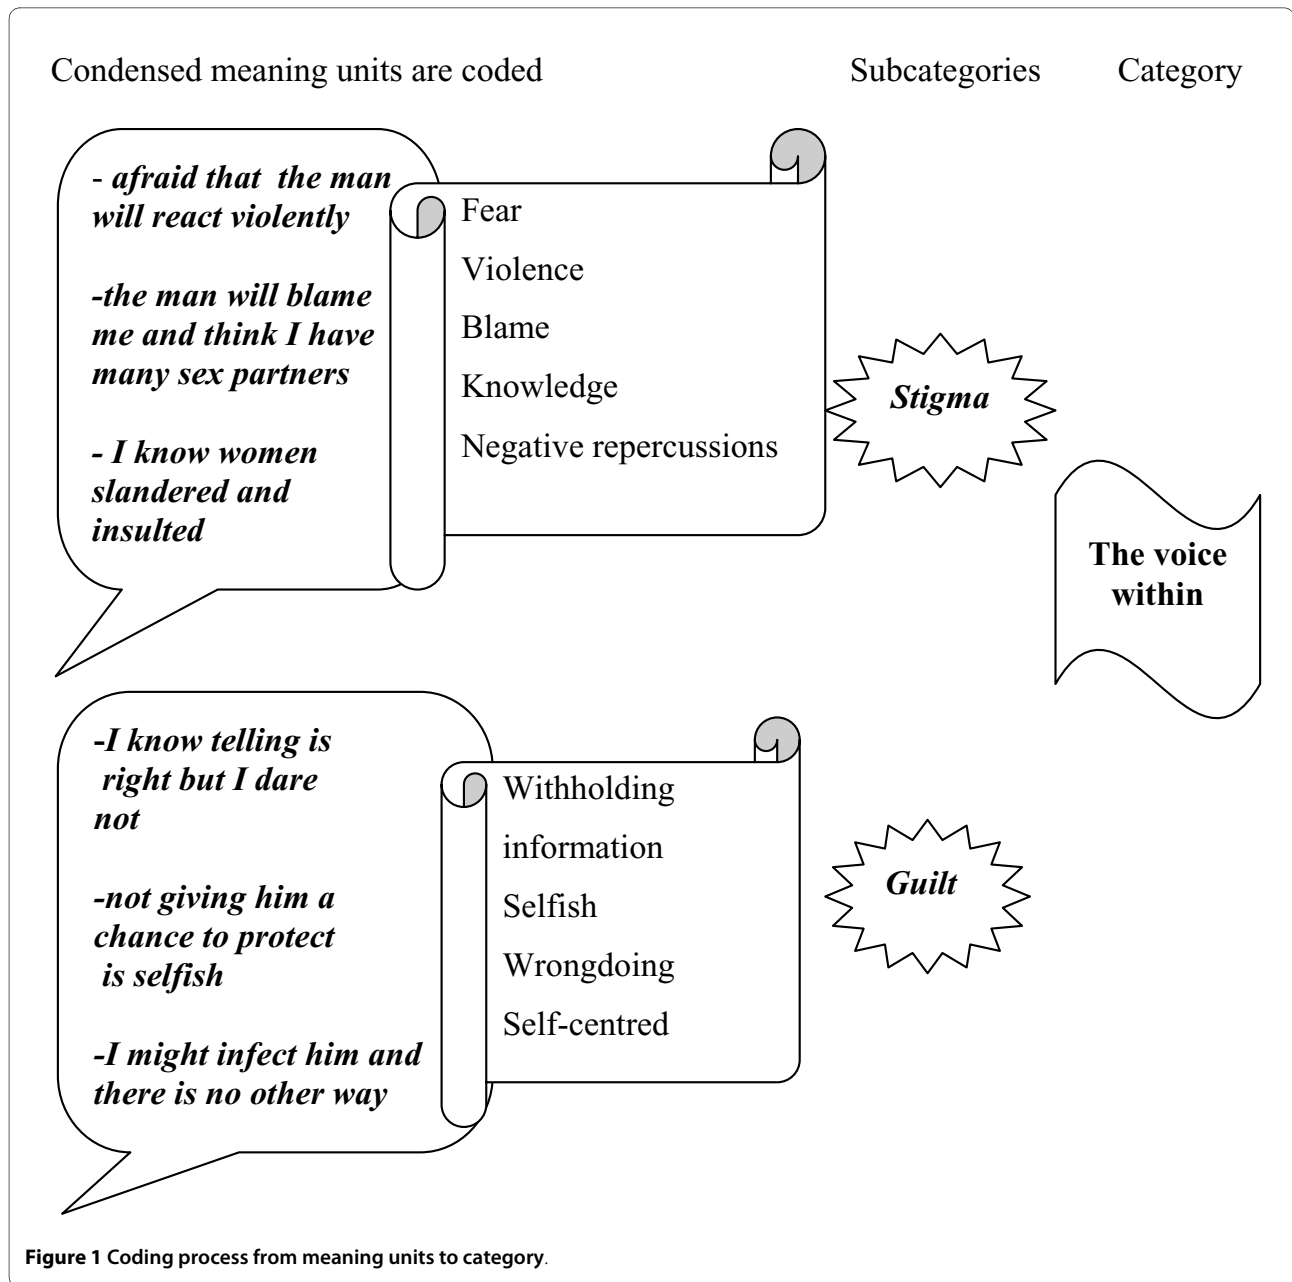 Condensed meaning units are coded
Subcategories
Category
- afraid that the man
will react violently
-the man will blame
me and think I have
many sex partners
- I know women
slandered and
insulted
Fear
Violence
Blame
Knowledge
Negative repercussions
Stigma
The voice
within
-I know telling is
right but I dare
not
-not giving him a
chance to protect
is selfish
-I might infect him and
there is no other way
Withholding
information
Selfish
Wrongdoing
Self-centred
Guilt
Figure 1 Coding process from meaning units to category.